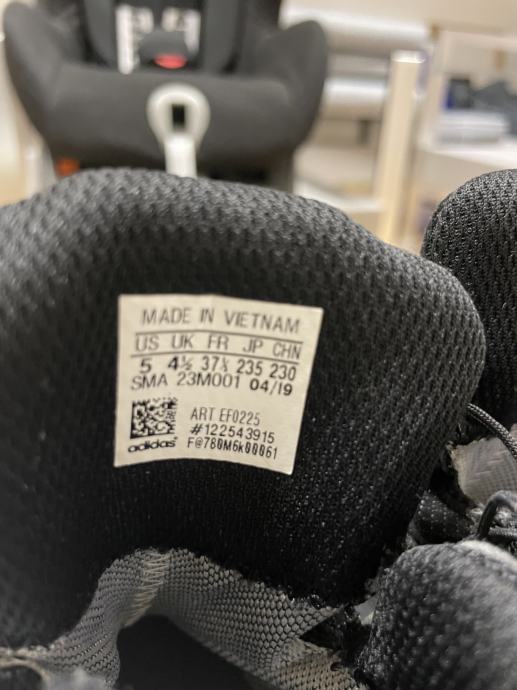 MADE IN VIETNAM
US UK FR JP CHN
5 4½ 37⅓ 235 230
SMA 23M001 04/19
ART EF0225
#122543915
adidas® F@780M6k00061